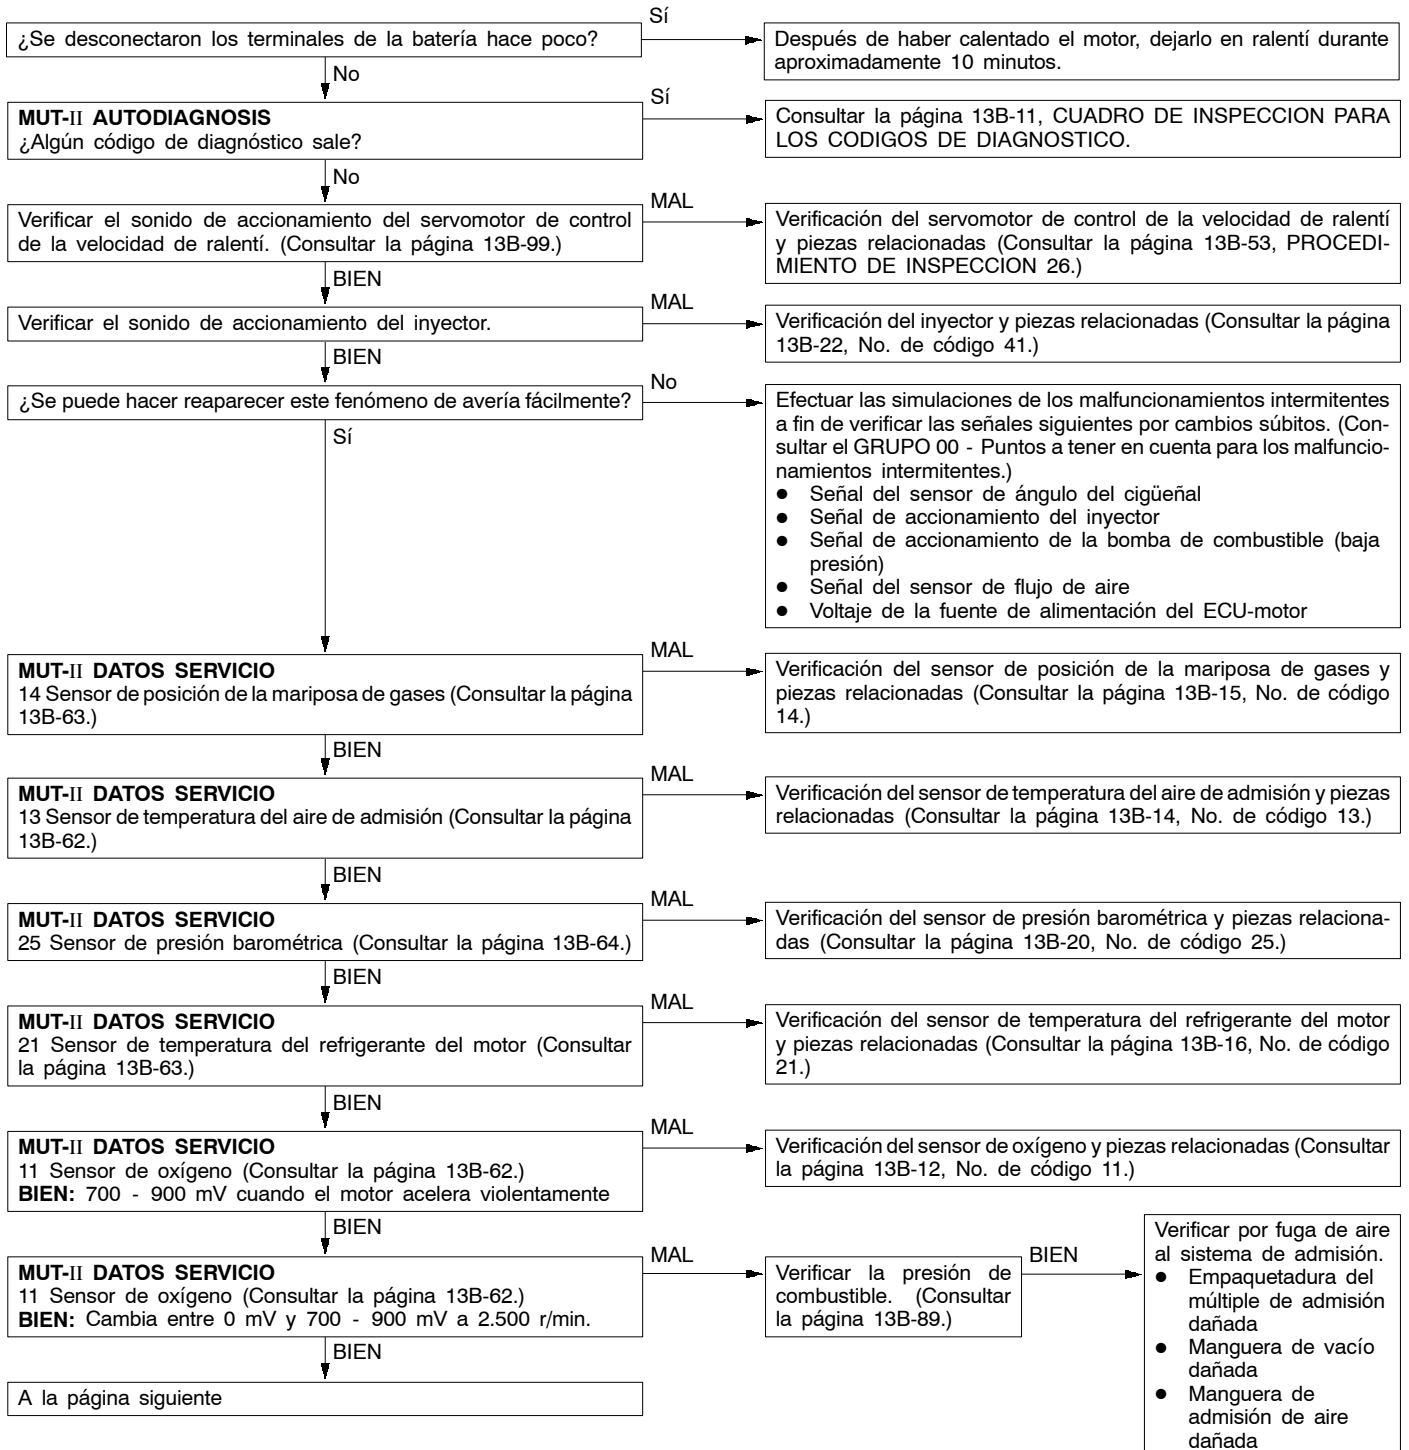 Sí
¿Se desconectaron los terminales de la batería hace poco?
Después de haber calentado el motor, dejarlo en ralentí durante
aproximadamente 10 minutos.
No
Sí
MUT-II AUTODIAGNOSIS
¿Algún código de diagnóstico sale?
Consultar la página 13B-11, CUADRO DE INSPECCION PARA
LOS CODIGOS DE DIAGNOSTICO.
No
MAL
Verificar el sonido de accionamiento del servomotor de control
de la velocidad de ralentí. (Consultar la página 13B-99.)
Verificación del servomotor de control de la velocidad de ralentí
y piezas relacionadas (Consultar la página 13B-53, PROCEDI-
MIENTO DE INSPECCION 26.)
BIEN
MAL
Verificar el sonido de accionamiento del inyector.
Verificación del inyector y piezas relacionadas (Consultar la página
13B-22, No. de código 41.)
BIEN
No
¿Se puede hacer reaparecer este fenómeno de avería fácilmente?
Efectuar las simulaciones de los malfuncionamientos intermitentes
a fin de verificar las señales siguientes por cambios súbitos. (Con-
sultar el GRUPO 00 - Puntos a tener en cuenta para los malfuncio-
namientos intermitentes.)
● Señal del sensor de ángulo del cigüeñal
● Señal de accionamiento del inyector
● Señal de accionamiento de la bomba de combustible (baja
presión)
● Señal del sensor de flujo de aire
● Voltaje de la fuente de alimentación del ECU-motor
Sí
MAL
MUT-II DATOS SERVICIO
14 Sensor de posición de la mariposa de gases (Consultar la página
13B-63.)
Verificación del sensor de posición de la mariposa de gases y
piezas relacionadas (Consultar la página 13B-15, No. de código
14.)
BIEN
MAL
MUT-II DATOS SERVICIO
13 Sensor de temperatura del aire de admisión (Consultar la página
13B-62.)
Verificación del sensor de temperatura del aire de admisión y piezas
relacionadas (Consultar la página 13B-14, No. de código 13.)
BIEN
MAL
MUT-II DATOS SERVICIO
25 Sensor de presión barométrica (Consultar la página 13B-64.)
Verificación del sensor de presión barométrica y piezas relaciona-
das (Consultar la página 13B-20, No. de código 25.)
BIEN
MAL
MUT-II DATOS SERVICIO
21 Sensor de temperatura del refrigerante del motor (Consultar
la página 13B-63.)
Verificación del sensor de temperatura del refrigerante del motor
y piezas relacionadas (Consultar la página 13B-16, No. de código
21.)
BIEN
MAL
MUT-II DATOS SERVICIO
11 Sensor de oxígeno (Consultar la página 13B-62.)
BIEN: 700 - 900 mV cuando el motor acelera violentamente
Verificación del sensor de oxígeno y piezas relacionadas (Consultar
la página 13B-12, No. de código 11.)
BIEN
MAL
MUT-II DATOS SERVICIO
11 Sensor de oxígeno (Consultar la página 13B-62.)
BIEN: Cambia entre 0 mV y 700 - 900 mV a 2.500 r/min.
Verificar la presión de
combustible. (Consultar
la página 13B-89.)
BIEN
Verificar por fuga de aire
al sistema de admisión.
● Empaquetadura del
múltiple de admisión
dañada
● Manguera de vacío
dañada
● Manguera de
admisión de aire
dañada
BIEN
A la página siguiente